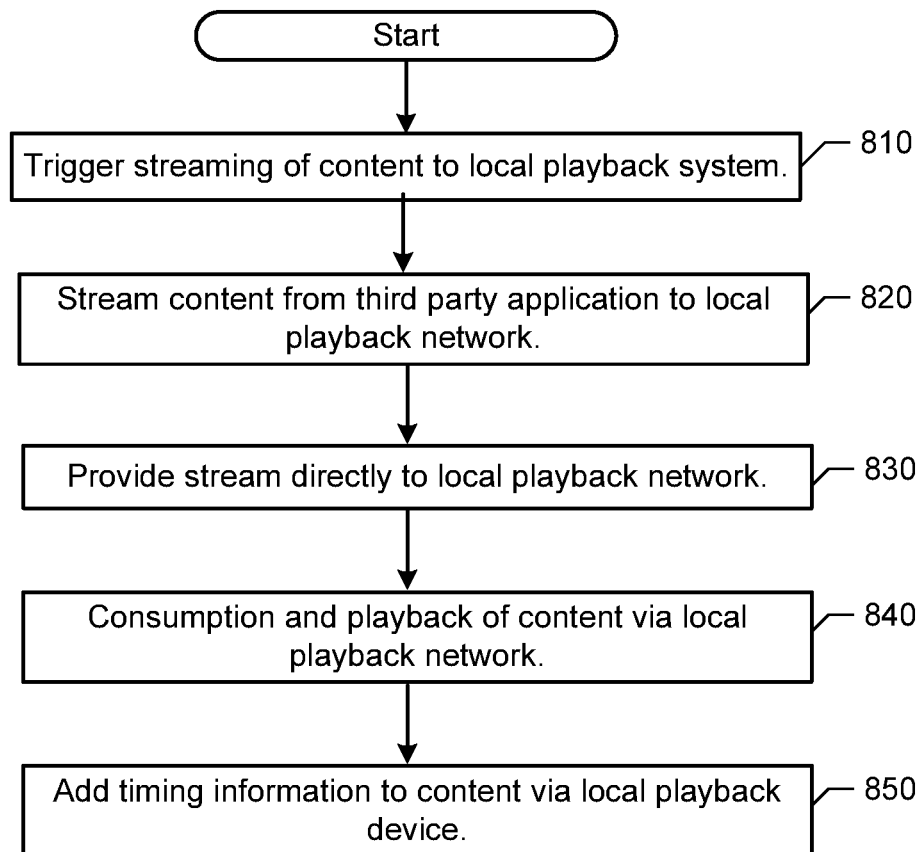 Start
Trigger streaming of content to local playback system.
810
Stream content from third party application to local
playback network.
820
Provide stream directly to local playback network.
830
Consumption and playback of content via local
playback network.
840
Add timing information to content via local playback
device.
850